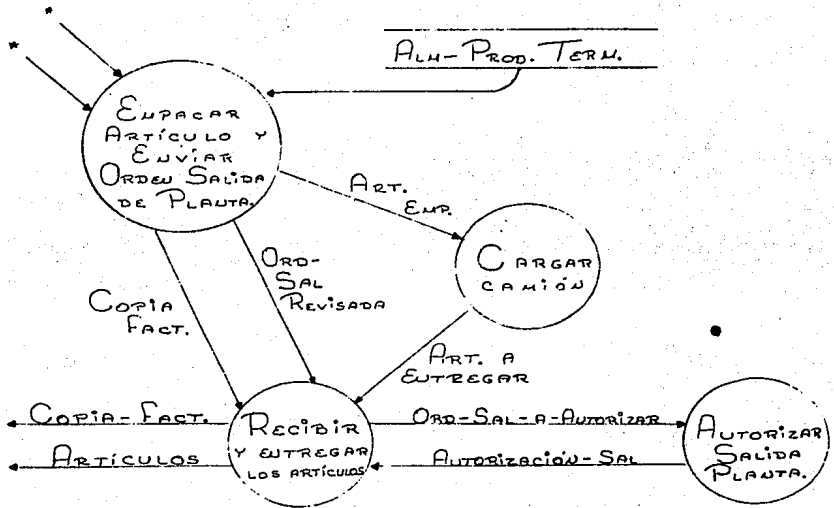 *
*
ALM-PROD. TERM.
EMPACAR
ARTÍCULO Y
ENVÍAR
ORDEN SALIDA
DE PLANTA.
ART.
EMP.
CARGAR
CAMIÓN
ORD-
SAL
REVISADA
COPIA
FACT.
ART. A
ENTREGAR
COPIA-FACT.
ARTÍCULOS
RECIBIR
Y ENTREGAR
LOS ARTÍCULOS
ORD-SAL-A-AUTORIZAR
AUTORIZACIÓN-SAL
AUTORIZAR
SALIDA
PLANTA.